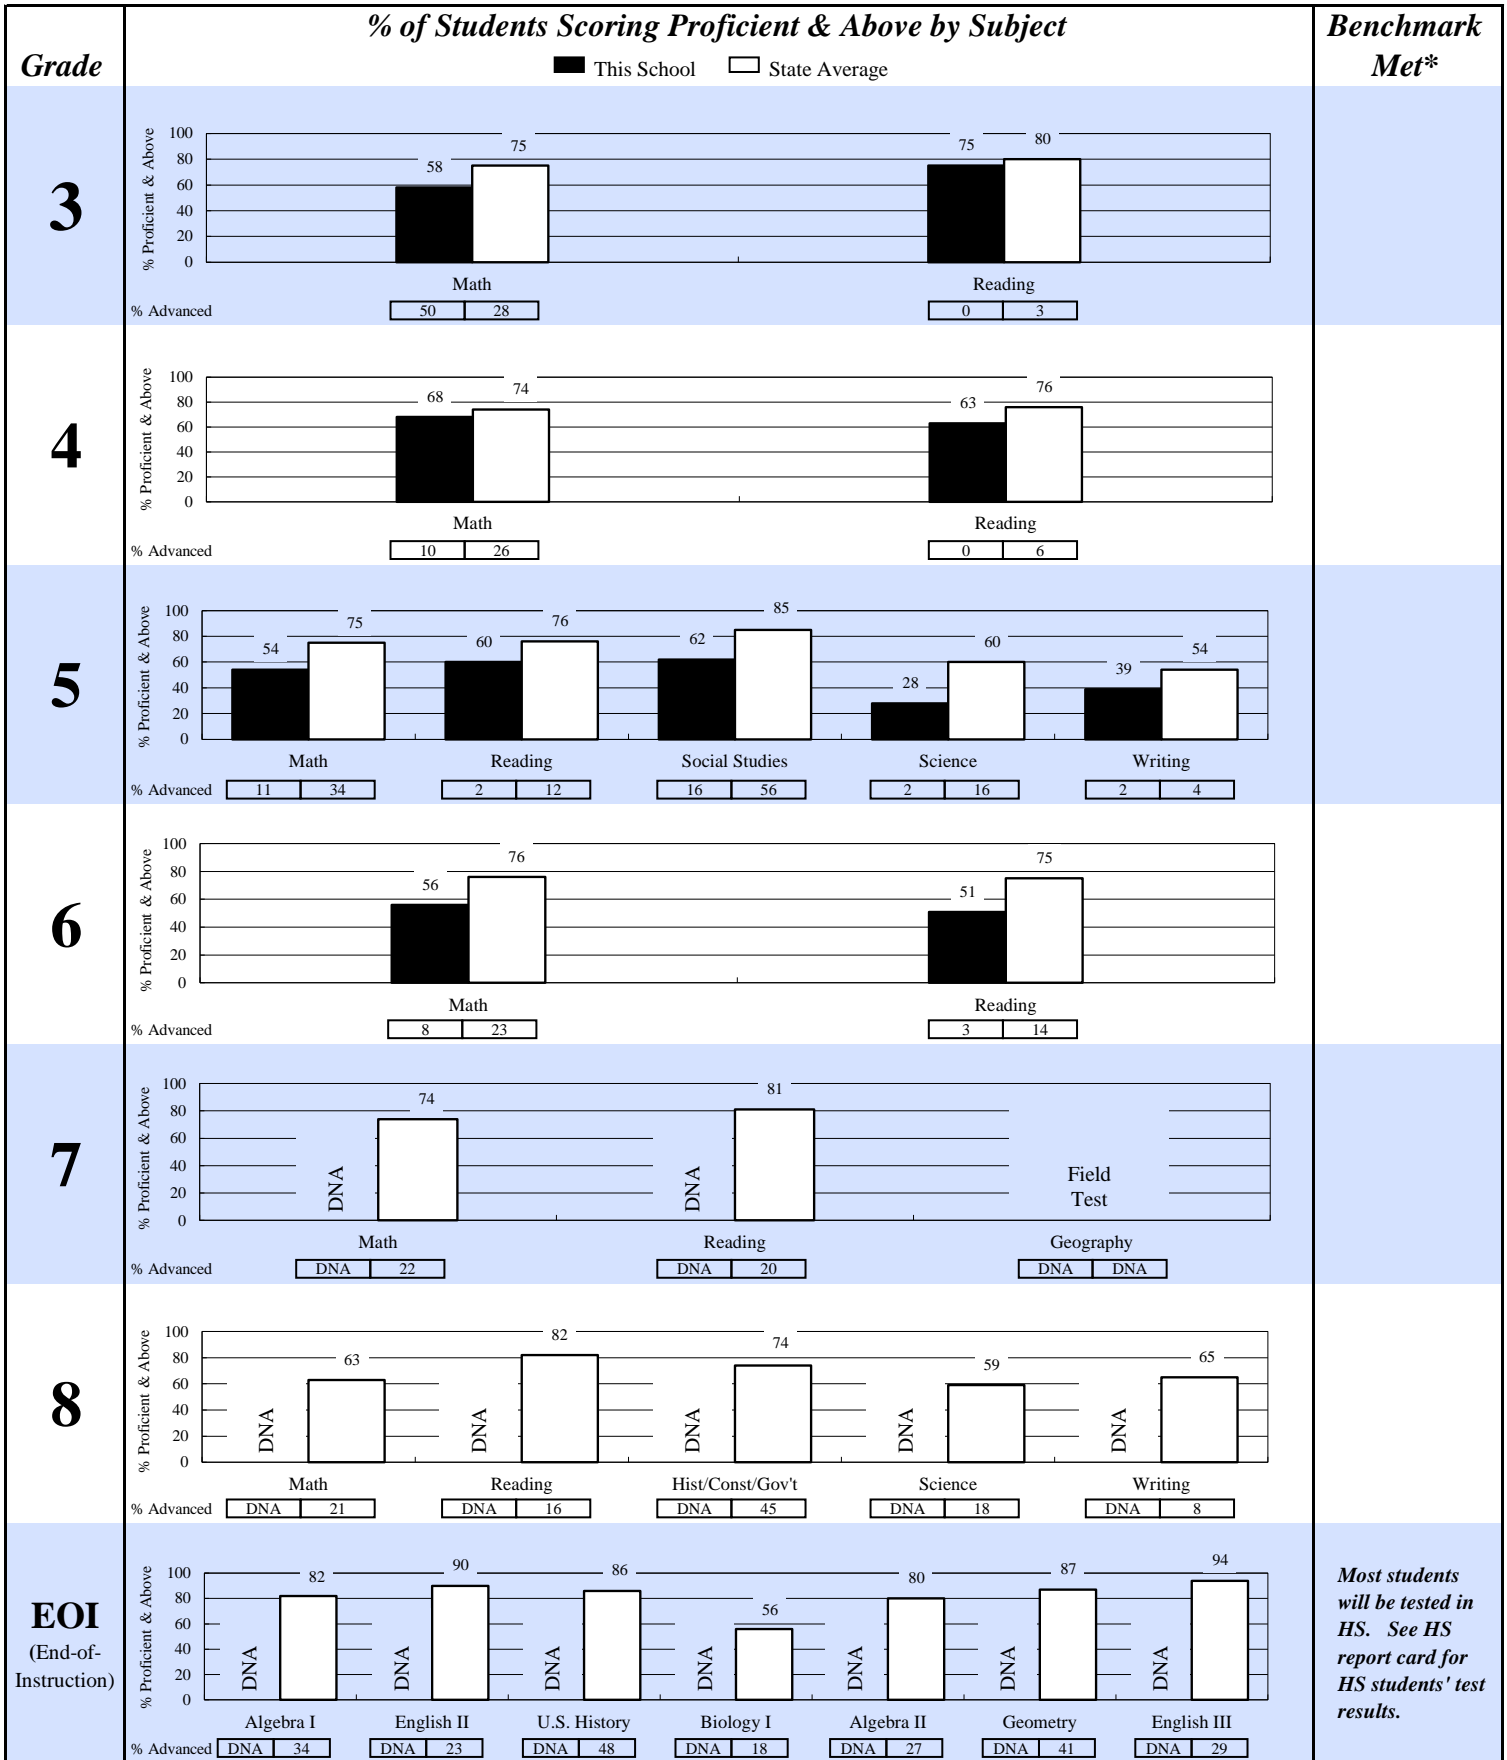 Grade
% of Students Scoring Proficient & Above by Subject
This School State Average
Benchmark
Met*
3
% Proficient & Above
100
80
60
40
20
0
58 75 75 80
Math Reading
% Advanced 50 28 0 3
4
% Proficient & Above
100
80
60
40
20
0
68 74 63 76
Math Reading
% Advanced 10 26 0 6
5
% Proficient & Above
100
80
60
40
20
0
54 75 60 76 62 85 28 60 39 54
Math Reading Social Studies Science Writing
% Advanced 11 34 2 12 16 56 2 16 2 4
6
% Proficient & Above
100
80
60
40
20
0
56 76 51 75
Math Reading
% Advanced 8 23 3 14
7
% Proficient & Above
100
80
60
40
20
0
DNA 74 DNA 81
Field
Test
Math Reading Geography
% Advanced DNA 22 DNA 20 DNA DNA
8
% Proficient & Above
100
80
60
40
20
0
DNA 63 DNA 82 DNA 74 DNA 59 DNA 65
Math Reading Hist/Const/Gov't Science Writing
% Advanced DNA 21 DNA 16 DNA 45 DNA 18 DNA 8
EOI
(End-of-
Instruction)
% Proficient & Above
100
80
60
40
20
0
DNA 82 DNA 90 DNA 86 DNA 56 DNA 80 DNA 87 DNA 94
Algebra I English II U.S. History Biology I Algebra II Geometry English III
% Advanced DNA 34 DNA 23 DNA 48 DNA 18 DNA 27 DNA 41 DNA 29
Most students
will be tested in
HS. See HS
report card for
HS students' test
results.